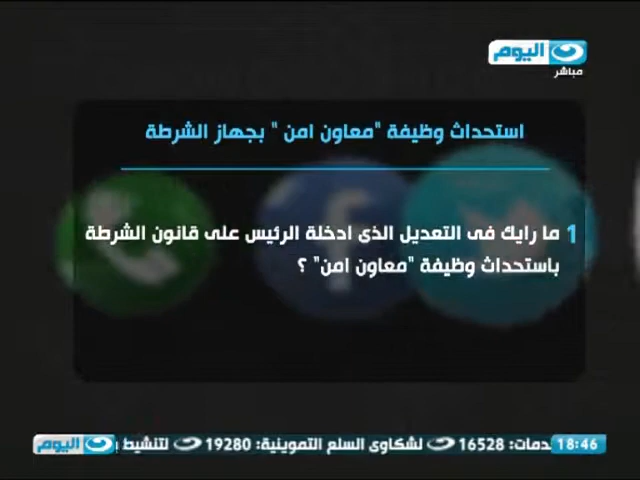 اليوم
مباشر
استحداث وظيفة "معاون امن " بجهاز الشرطة
1 ما رايك فى التعديل الذى ادخلة الرئيس على قانون الشرطة
باستحداث وظيفة "معاون امن" ؟
18:46 16528 لشكاوى السلع التموينية: 19280 لتنشيط اليوم